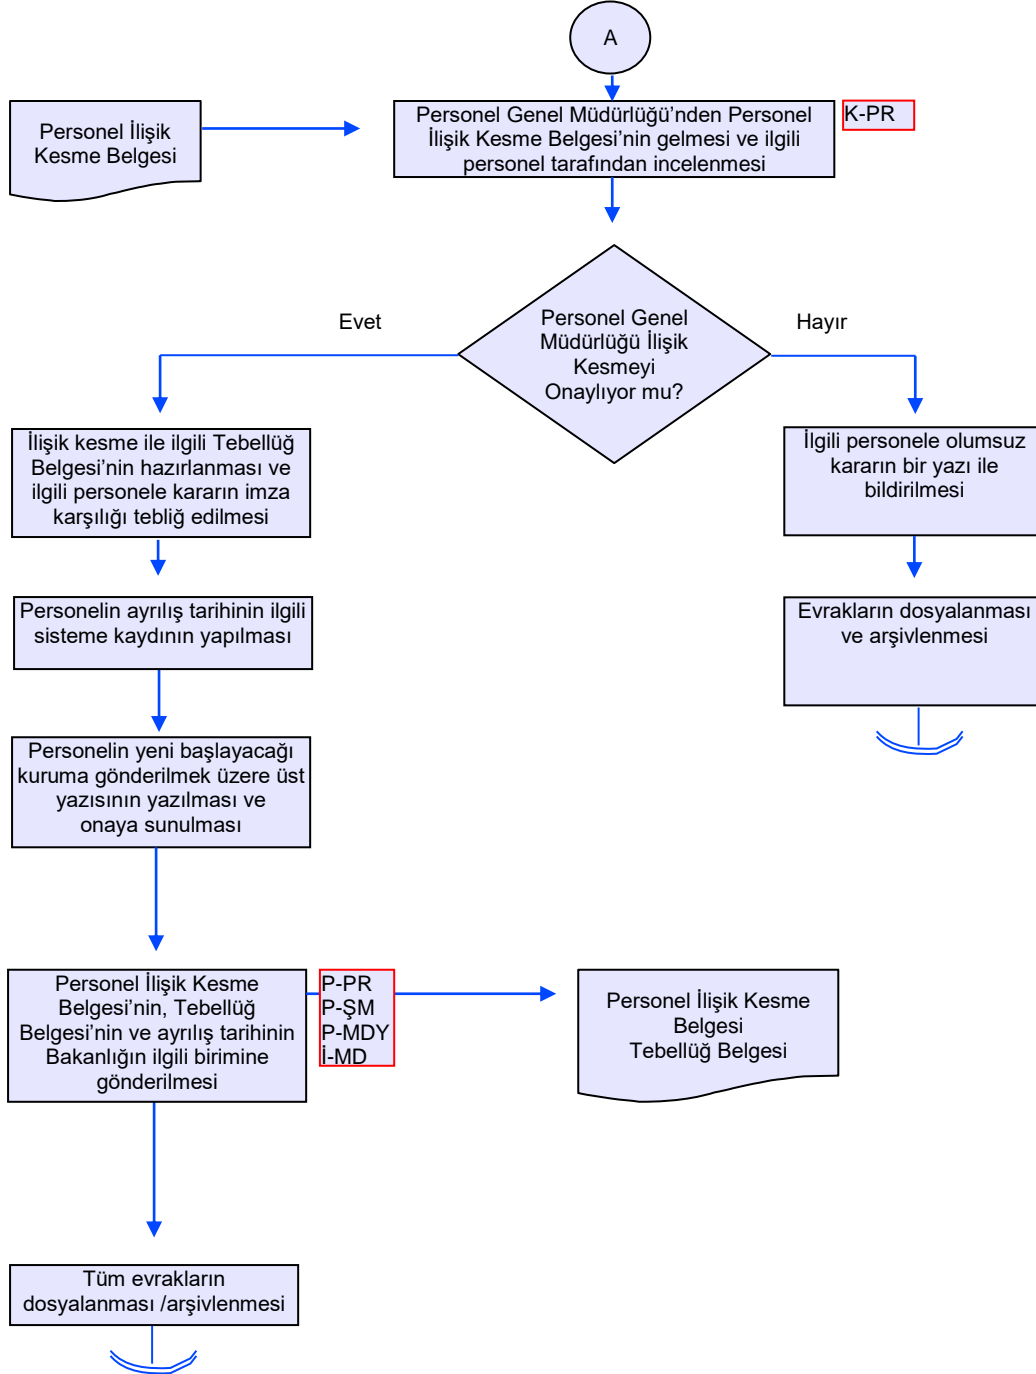 A
Personel İlişik
Kesme Belgesi
Personel Genel Müdürlüğü’nden Personel
İlişik Kesme Belgesi’nin gelmesi ve ilgili
personel tarafından incelenmesi
K-PR
Evet
Personel Genel
Müdürlüğü İlişik
Kesmeyi
Onaylıyor mu?
Hayır
İlişik kesme ile ilgili Tebellüğ
Belgesi’nin hazırlanması ve
ilgili personele kararın imza
karşılığı tebliğ edilmesi
İlgili personele olumsuz
kararın bir yazı ile
bildirilmesi
Personelin ayrılış tarihinin ilgili
sisteme kaydının yapılması
Evrakların dosyalanması
ve arşivlenmesi
Personelin yeni başlayacağı
kuruma gönderilmek üzere üst
yazısının yazılması ve
onaya sunulması
Personel İlişik Kesme
Belgesi’nin, Tebellüğ
Belgesi’nin ve ayrılış tarihinin
Bakanlığın ilgili birimine
gönderilmesi
P-PR
P-ŞM
P-MDY
İ-MD
Personel İlişik Kesme
Belgesi
Tebellüğ Belgesi
Tüm evrakların
dosyalanması /arşivlenmesi